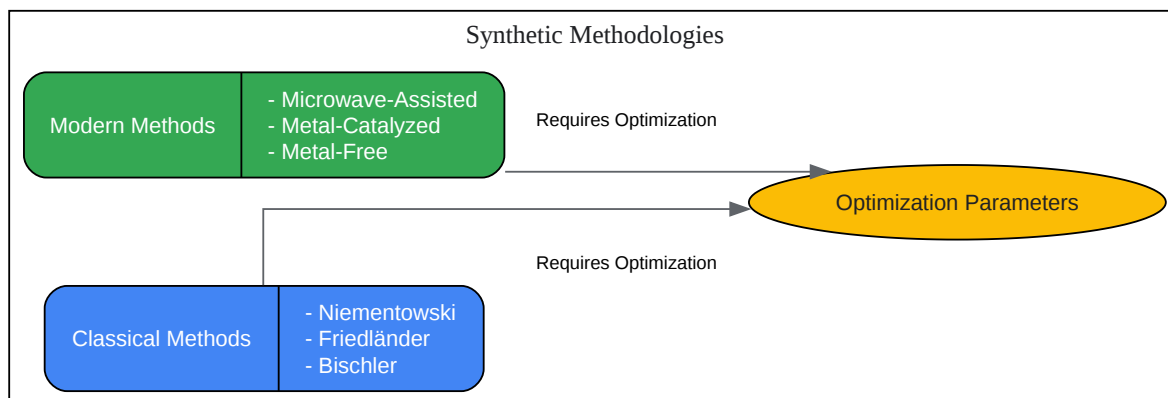 Synthetic Methodologies
Modern Methods
- Microwave-Assisted
- Metal-Catalyzed
- Metal-Free
Requires Optimization
Optimization Parameters
Requires Optimization
Classical Methods
- Niementowski
- Friedländer
- Bischler